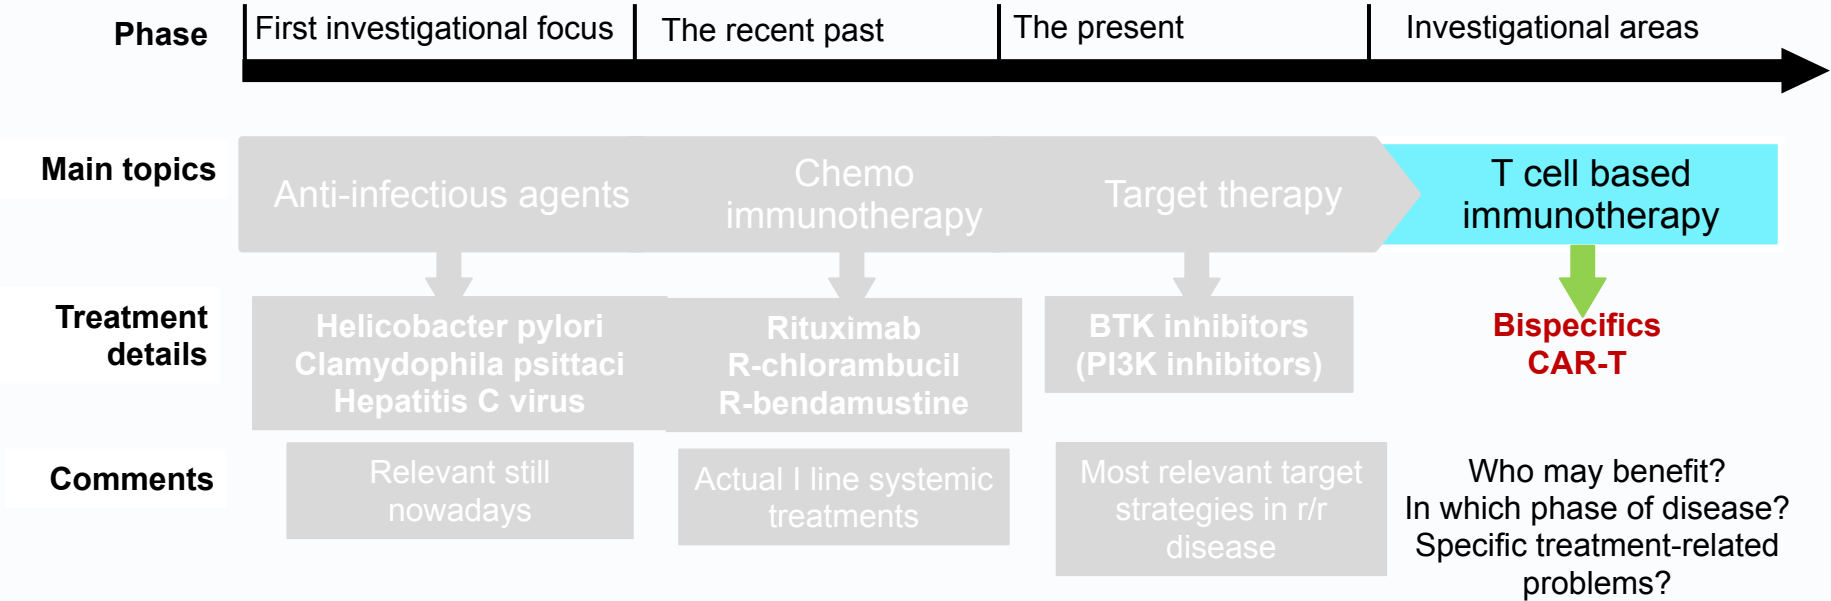 Phase
First investigational focus
The recent past
The present
Investigational areas
Main topics
Anti-infectious agents
Chemo
immunotherapy
Target therapy
T cell based
immunotherapy
Treatment
details
Helicobacter pylori
Clamydophila psittaci
Hepatitis C virus
Rituximab
R-chlorambucil
R-bendamustine
BTK inhibitors
(PI3K inhibitors)
Bispecifics
CAR-T
Comments
Relevant still
nowadays
Actual I line systemic
treatments
Most relevant target
strategies in r/r
disease
Who may benefit?
In which phase of disease?
Specific treatment-related
problems?